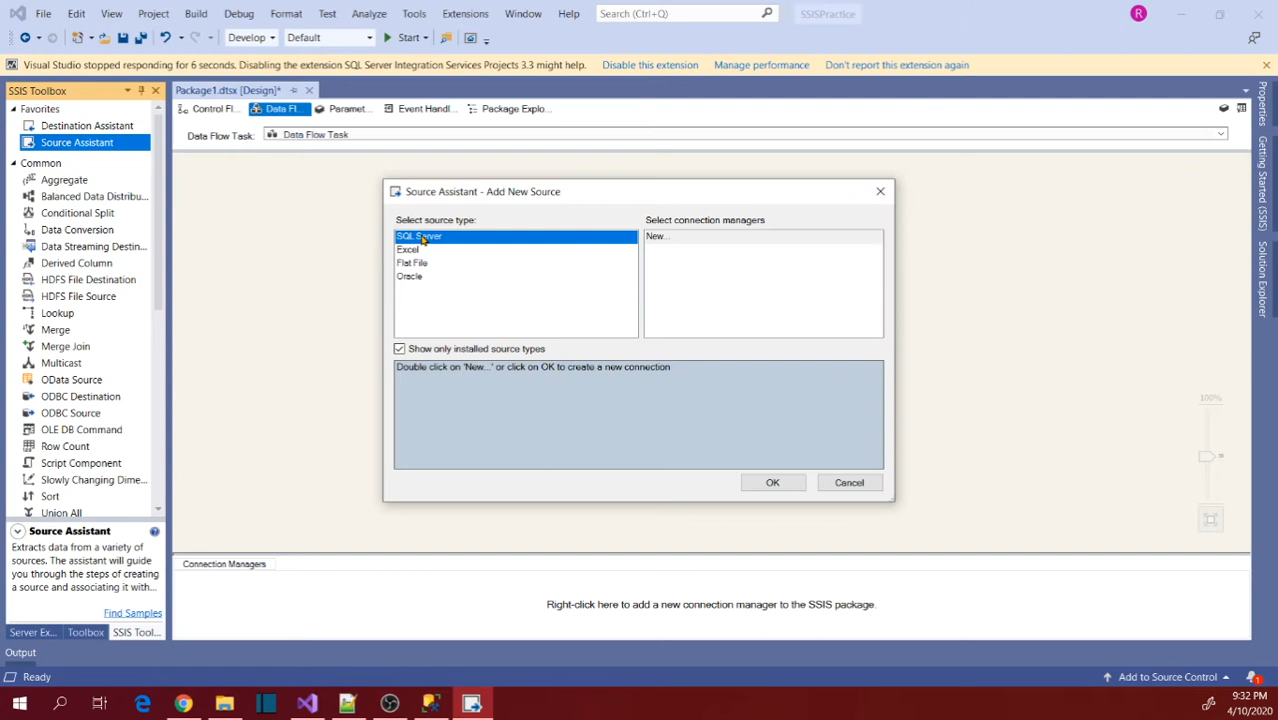 File Edit View Project Build Debug Format Test Analyze Tools Extensions Window Help Search (Ctrl+Q) SSISPractice R
Develop Default Start
Visual Studio stopped responding for 6 seconds. Disabling the extension SQL Server Integration Services Projects 3.3 might help. Disable this extension Manage performance Don't report this extension again
SSIS Toolbox
Package1.dtsx [Design]*
Favorites
Destination Assistant
Source Assistant
Common
Aggregate
Balanced Data Distribu...
Conditional Split
Data Conversion
Data Streaming Destin...
Derived Column
HDFS File Destination
HDFS File Source
Lookup
Merge
Merge Join
Multicast
OData Source
ODBC Destination
ODBC Source
OLE DB Command
Row Count
Script Component
Slowly Changing Dime...
Sort
Union All
Source Assistant
Extracts data from a variety of
sources. The assistant will guide
you through the steps of creating
a source and associating it with...
Find Samples
Server Ex... Toolbox SSIS Tool...
Control Fl... Data Fl... Paramet... Event Handl... Package Explo...
Data Flow Task: Data Flow Task
Source Assistant - Add New Source
Select source type:
SQL Server
Excel
Flat File
Oracle
Select connection managers
New...
Show only installed source types
Double click on 'New...' or click on OK to create a new connection
OK Cancel
100%
Connection Managers
Right-click here to add a new connection manager to the SSIS package.
Properties
Getting Started (SSIS)
Solution Explorer
Output
Ready
Add to Source Control
1
9:32 PM
4/10/2020